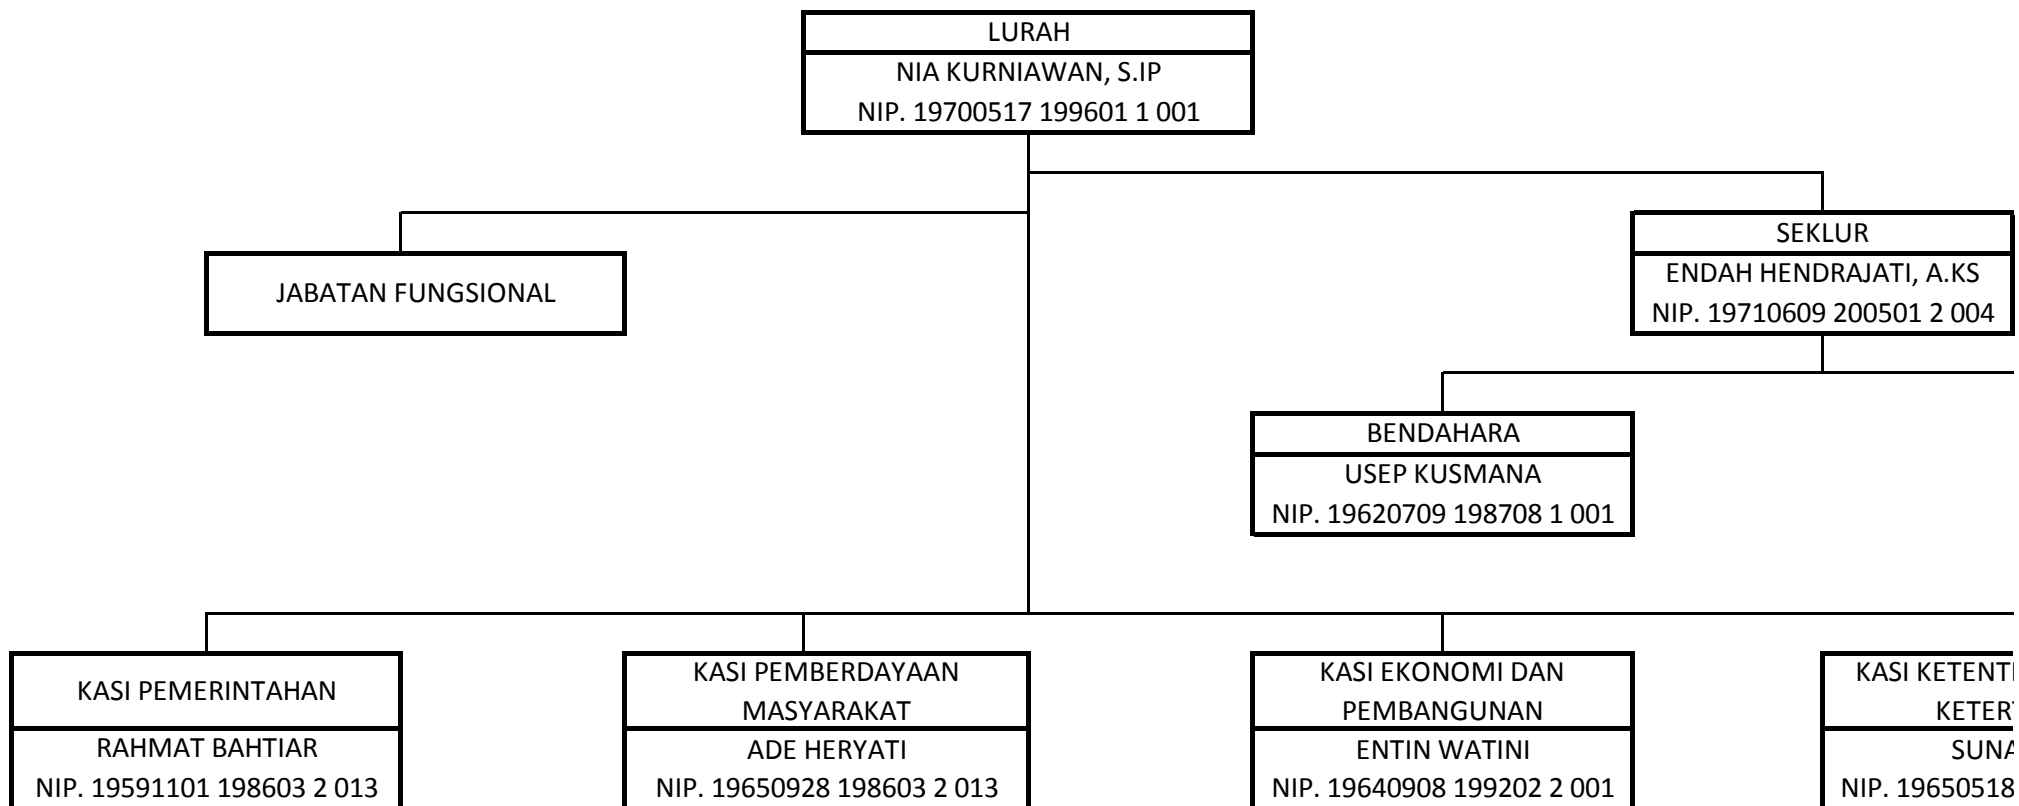 LURAH
NIA KURNIAWAN, S.IP
NIP. 19700517 199601 1 001
SEKLUR
ENDAH HENDRAJATI, A.KS
NIP. 19710609 200501 2 004
JABATAN FUNGSIONAL
BENDAHARA
USEP KUSMANA
NIP. 19620709 198708 1 001
KASI PEMERINTAHAN
RAHMAT BAHTIAR
NIP. 19591101 198603 2 013
KASI PEMBERDAYAAN
MASYARAKAT
ADE HERYATI
NIP. 19650928 198603 2 013
KASI EKONOMI DAN
PEMBANGUNAN
ENTIN WATINI
NIP. 19640908 199202 2 001
KASI
NIP. 19650518